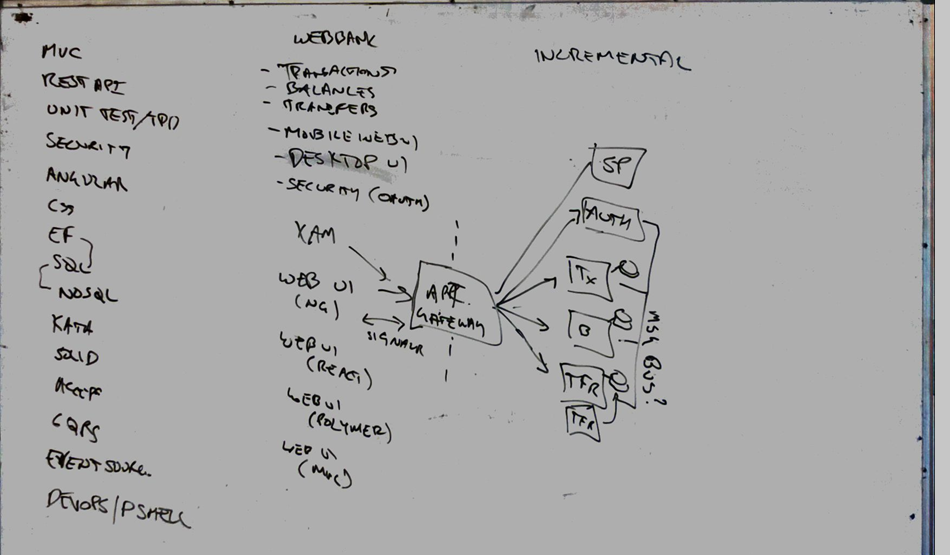 MVC
REST API
UNIT TEST/TDD
SECURITY
ANGULAR
CSS
EF
SQL
NOSQL
KATA
SOLID
CQRS
EVENT SOURC.
DEVOPS/PSHELL
WEBBANK
- TRANSACTIONS
- BALANCES
- TRANSFERS
- MOBILE WEB UI
- DESKTOP UI
- SECURITY (OAUTH)
XAM
WEB UI
(NG)
SIGNALR
WEB UI
(REACT)
WEB UI
(POLYMER)
WEB UI
(MVC)
API
GATEWAY
INCREMENTAL
SP
AUTH
TX
B
TFR
TFR
MSG BUS?